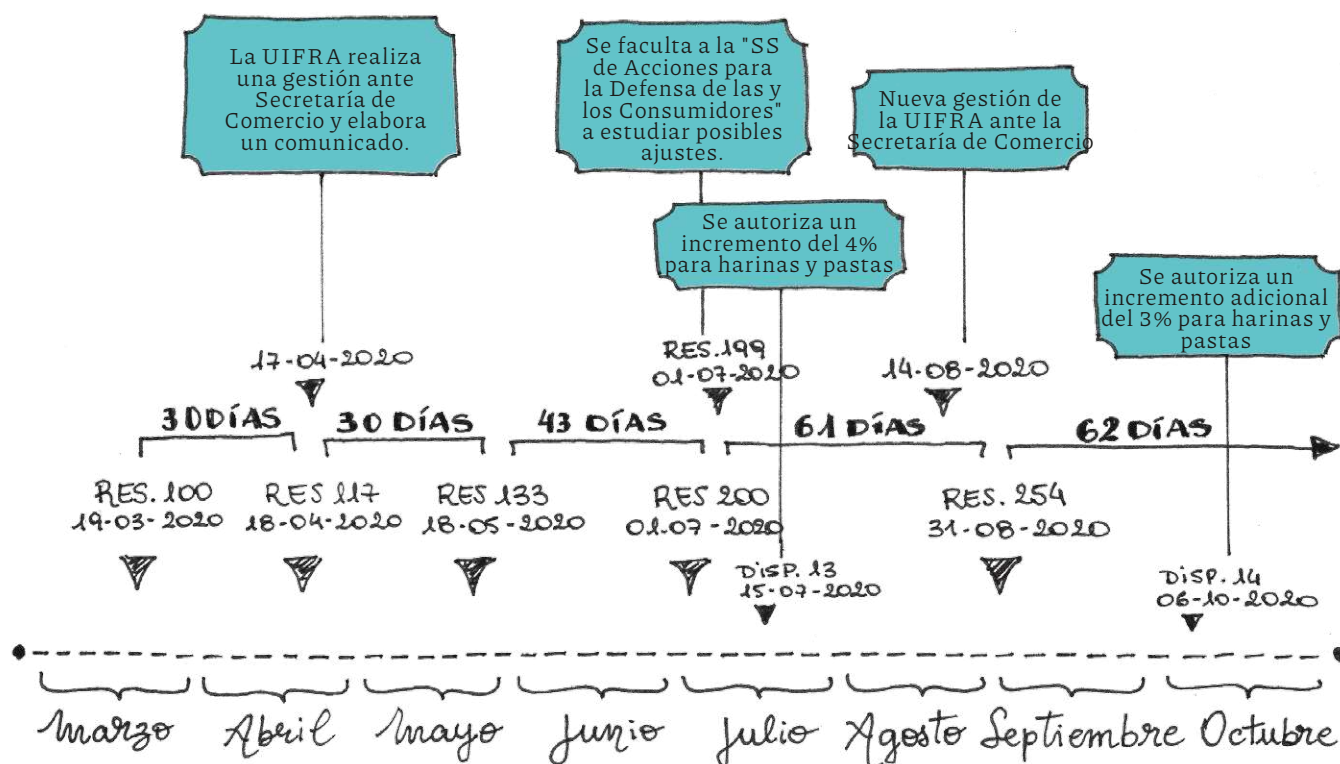 La UIFRA realiza
una gestión ante
Secretaría de
Comercio y elabora
un comunicado.
Se faculta a la "SS
de Acciones para
la Defensa de las y
los Consumidores"
a estudiar posibles
ajustes.
Nueva gestión de
la UIFRA ante la
Secretaría de Comercio
Se autoriza un
incremento del 4%
para harinas y pastas
Se autoriza un
incremento adicional
del 3% para harinas y
pastas
17-04-2020
RES. 199
01-07-2020
14-08-2020
30 DÍAS
30 DÍAS
43 DÍAS
61 DÍAS
62 DÍAS
RES. 100
19-03-2020
RES 117
18-04-2020
RES 133
18-05-2020
RES 200
01.07-2020
RES. 254
31-08-2020
DISP. 13
15-07-2020
DISP. 14
06-10-2020
Marzo Abril Mayo Junio Julio Agosto Septiembre Octubre